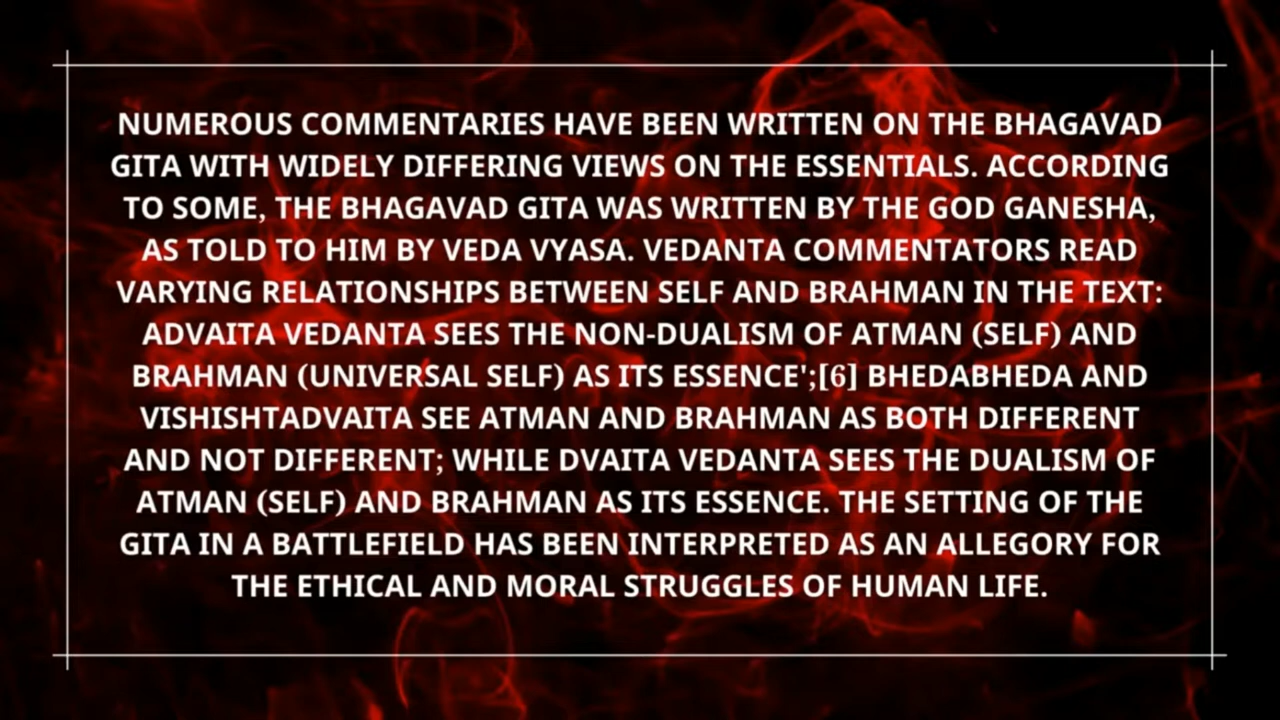 NUMEROUS COMMENTARIES HAVE BEEN WRITTEN ON THE BHAGAVAD
GITA WITH WIDELY DIFFERING VIEWS ON THE ESSENTIALS. ACCORDING
TO SOME, THE BHAGAVAD GITA WAS WRITTEN BY THE GOD GANESHA,
AS TOLD TO HIM BY VEDA VYASA. VEDANTA COMMENTATORS READ
VARYING RELATIONSHIPS BETWEEN SELF AND BRAHMAN IN THE TEXT:
ADVAITA VEDANTA SEES THE NON-DUALISM OF ATMAN (SELF) AND
BRAHMAN (UNIVERSAL SELF) AS ITS ESSENCE';[6] BHEDABHEDA AND
VISHISHTADVAITA SEE ATMAN AND BRAHMAN AS BOTH DIFFERENT
AND NOT DIFFERENT; WHILE DVAITA VEDANTA SEES THE DUALISM OF
ATMAN (SELF) AND BRAHMAN AS ITS ESSENCE. THE SETTING OF THE
GITA IN A BATTLEFIELD HAS BEEN INTERPRETED AS AN ALLEGORY FOR
THE ETHICAL AND MORAL STRUGGLES OF HUMAN LIFE.